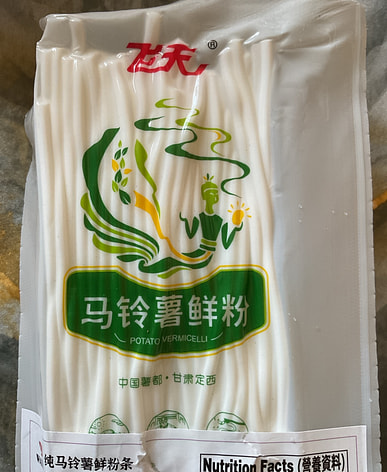 飞天®
马铃薯鲜粉
POTATO VERMICELLI
中国薯都·甘肃定西
纯马铃薯鲜粉条
Nutrition Facts (營養資料)